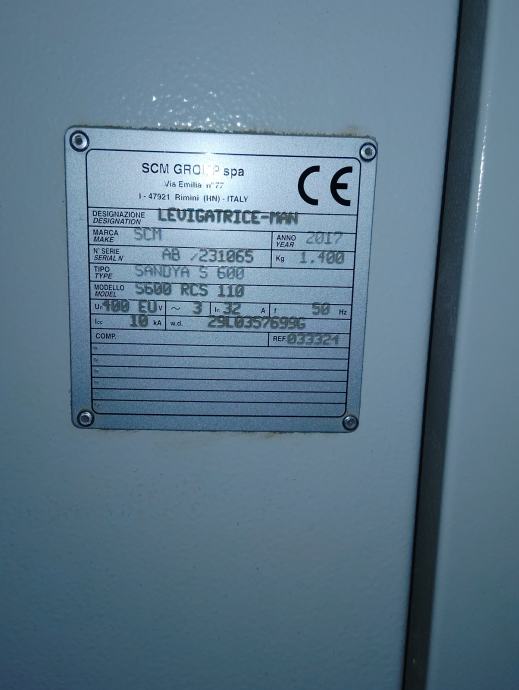 SCM GROUP spa
Via Emilia n°77
I - 47921 Rimini (RN) - ITALY
CE
DESIGNAZIONE DESIGNATION LEVIGATRICE-MAN
MARCA MAKE SCM ANNO YEAR 2017
N° SERIE SERIAL N AB /231065 Kg 1.400
TIPO TYPE SANDYA S 600
MODELLO MODEL S600 RCS 110
Un 400 EU V ~ 3 In 32 A f 50 Hz
Icc 10 kA w.d. 29L0357699G
COMP. REF. 033324